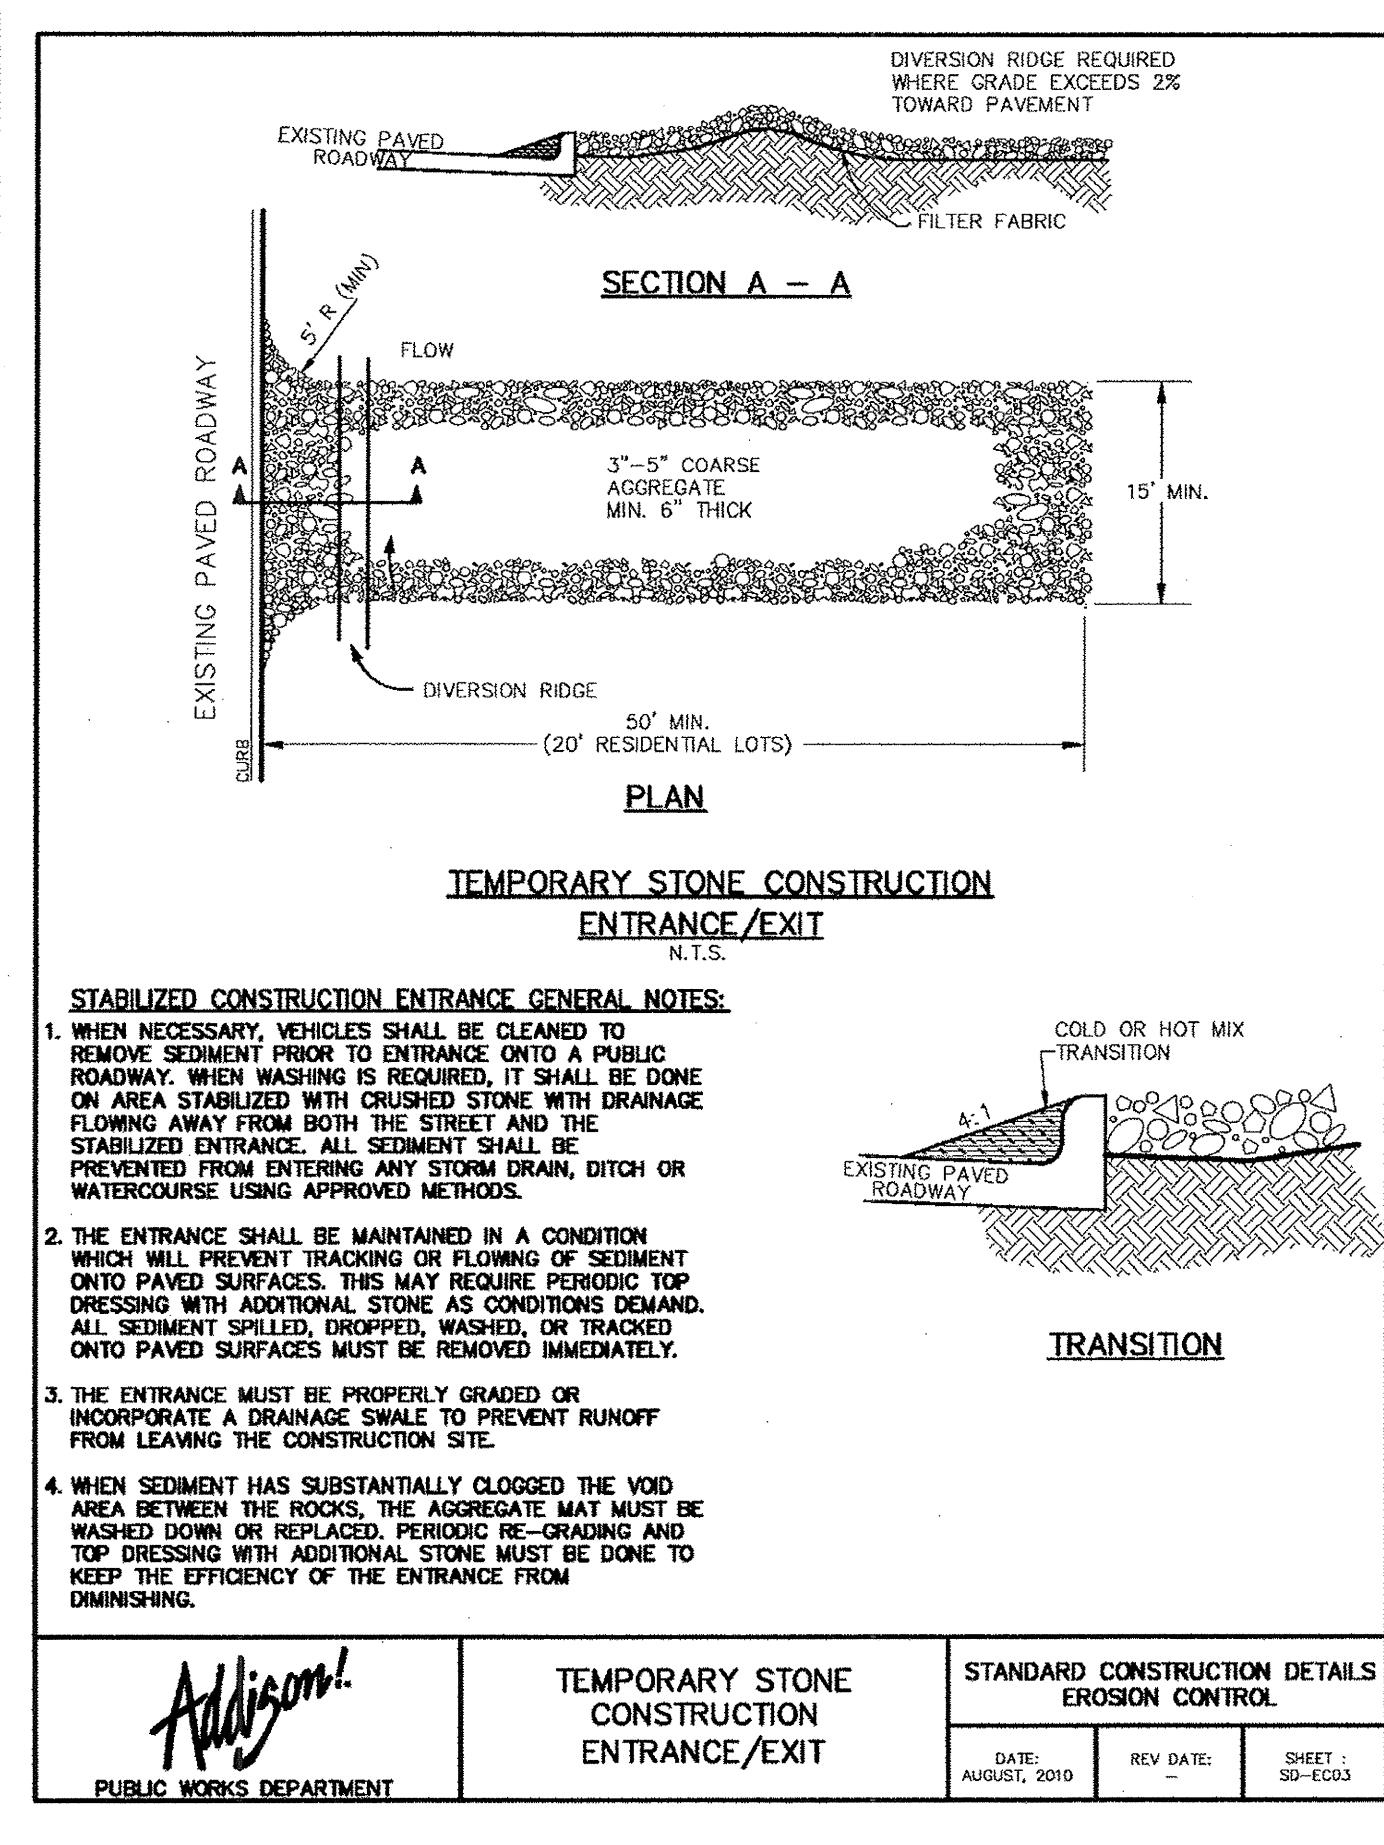 DIVERSION RIDGE REQUIRED
WHERE GRADE EXCEEDS 2%
TOWARD PAVEMENT
EXISTING PAVED
ROADWAY
FILTER FABRIC
SECTION A – A
5' R (MIN)
FLOW
EXISTING PAVED ROADWAY
A
A
3"–5" COARSE
AGGREGATE
MIN. 6" THICK
15' MIN.
DIVERSION RIDGE
50' MIN.
(20' RESIDENTIAL LOTS)
CURB
PLAN
TEMPORARY STONE CONSTRUCTION
ENTRANCE/EXIT
N.T.S.
STABILIZED CONSTRUCTION ENTRANCE GENERAL NOTES:
1. WHEN NECESSARY, VEHICLES SHALL BE CLEANED TO
REMOVE SEDIMENT PRIOR TO ENTRANCE ONTO A PUBLIC
ROADWAY. WHEN WASHING IS REQUIRED, IT SHALL BE DONE
ON AREA STABILIZED WITH CRUSHED STONE WITH DRAINAGE
FLOWING AWAY FROM BOTH THE STREET AND THE
STABILIZED ENTRANCE. ALL SEDIMENT SHALL BE
PREVENTED FROM ENTERING ANY STORM DRAIN, DITCH OR
WATERCOURSE USING APPROVED METHODS.
2. THE ENTRANCE SHALL BE MAINTAINED IN A CONDITION
WHICH WILL PREVENT TRACKING OR FLOWING OF SEDIMENT
ONTO PAVED SURFACES. THIS MAY REQUIRE PERIODIC TOP
DRESSING WITH ADDITIONAL STONE AS CONDITIONS DEMAND.
ALL SEDIMENT SPILLED, DROPPED, WASHED, OR TRACKED
ONTO PAVED SURFACES MUST BE REMOVED IMMEDIATELY.
3. THE ENTRANCE MUST BE PROPERLY GRADED OR
INCORPORATE A DRAINAGE SWALE TO PREVENT RUNOFF
FROM LEAVING THE CONSTRUCTION SITE.
4. WHEN SEDIMENT HAS SUBSTANTIALLY CLOGGED THE VOID
AREA BETWEEN THE ROCKS, THE AGGREGATE MAT MUST BE
WASHED DOWN OR REPLACED. PERIODIC RE–GRADING AND
TOP DRESSING WITH ADDITIONAL STONE MUST BE DONE TO
KEEP THE EFFICIENCY OF THE ENTRANCE FROM
DIMINISHING.
COLD OR HOT MIX
TRANSITION
4:1
EXISTING PAVED
ROADWAY
TRANSITION
Addison!
PUBLIC WORKS DEPARTMENT
TEMPORARY STONE
CONSTRUCTION
ENTRANCE/EXIT
STANDARD CONSTRUCTION DETAILS
EROSION CONTROL
DATE:
AUGUST, 2010
REV DATE:
–
SHEET :
SD–EC03